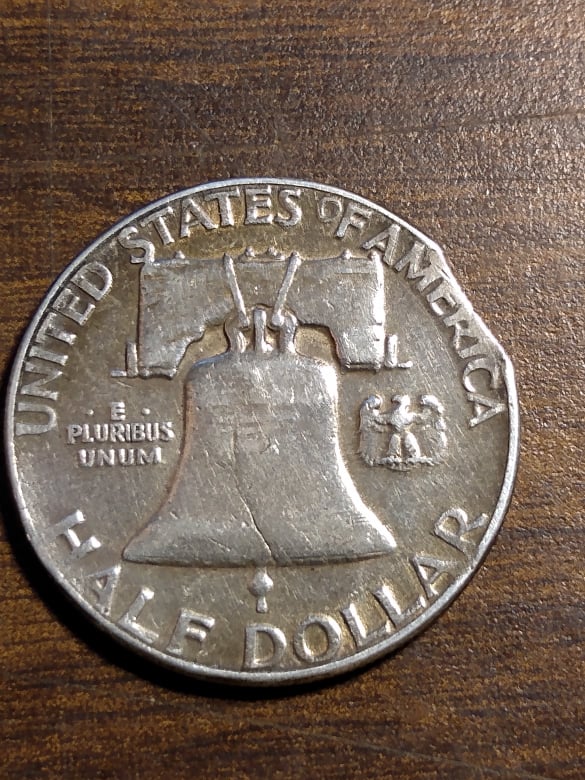 UNITED STATES OF AMERICA
· E ·
PLURIBUS
UNUM
HALF DOLLAR